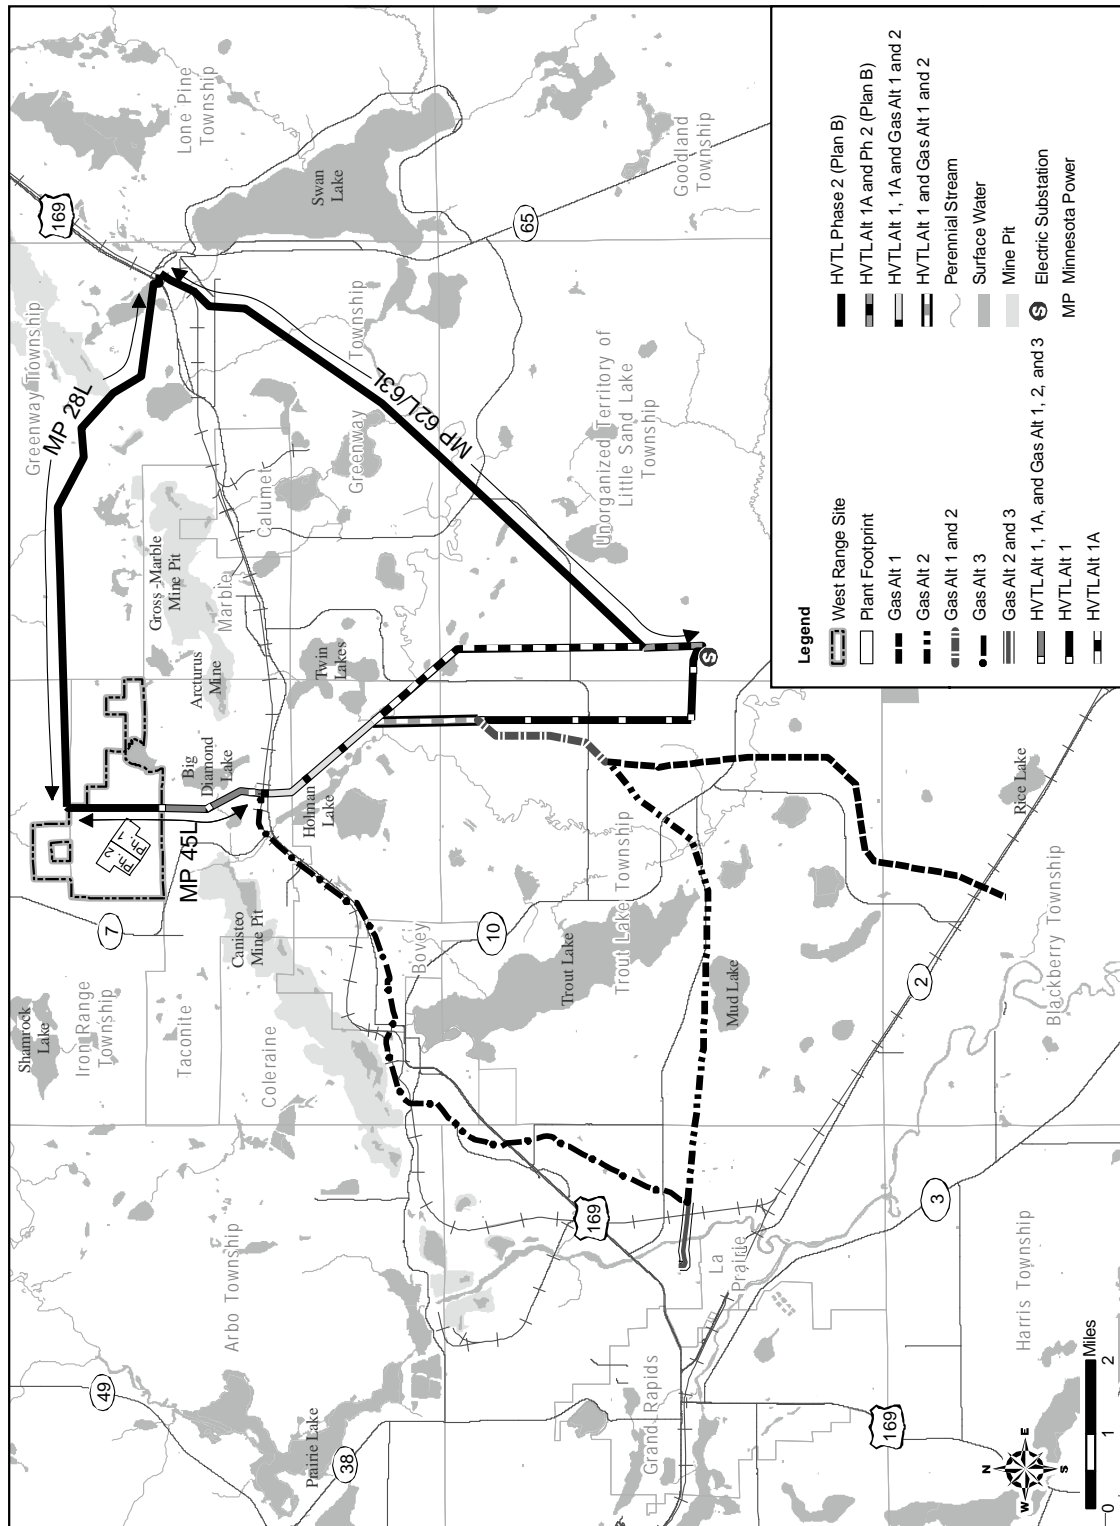 Shamrock
Lake
Iron Range
Township
Taconite
Coleraine
7
Canisteo
Mine Pit
Ph. 2
Ph. 1
MP 45L
Big
Diamond
Lake
Holman
Lake
Arcturus
Mine
Gross -Marble
Mine Pit
Marble
Calumet
Twin
Lakes
MP 28L
Greenway Township
169
Lone Pine
Township
Swan
Lake
65
Goodland
Township
Greenway Township
MP 62L/63L
Unorganized Territory of
Little Sand Lake
Township
S
Bovey
10
Trout Lake
Trout Lake Township
Mud Lake
Rice Lake
2
Blackberry Township
3
Harris Township
La
Prairie
169
Grand Rapids
169
Arbo Township
49
Prairie Lake
38
N
E
S
W
0 1 2
Miles
Legend
West Range Site
Plant Footprint
Gas Alt 1
Gas Alt 2
Gas Alt 1 and 2
Gas Alt 3
Gas Alt 2 and 3
HVTL Alt 1, 1A, and Gas Alt 1, 2, and 3
HVTL Alt 1
HVTL Alt 1A
HVTL Phase 2 (Plan B)
HVTL Alt 1A and Ph 2 (Plan B)
HVTL Alt 1, 1A and Gas Alt 1 and 2
HVTL Alt 1 and Gas Alt 1 and 2
Perennial Stream
Surface Water
Mine Pit
S Electric Substation
MP Minnesota Power